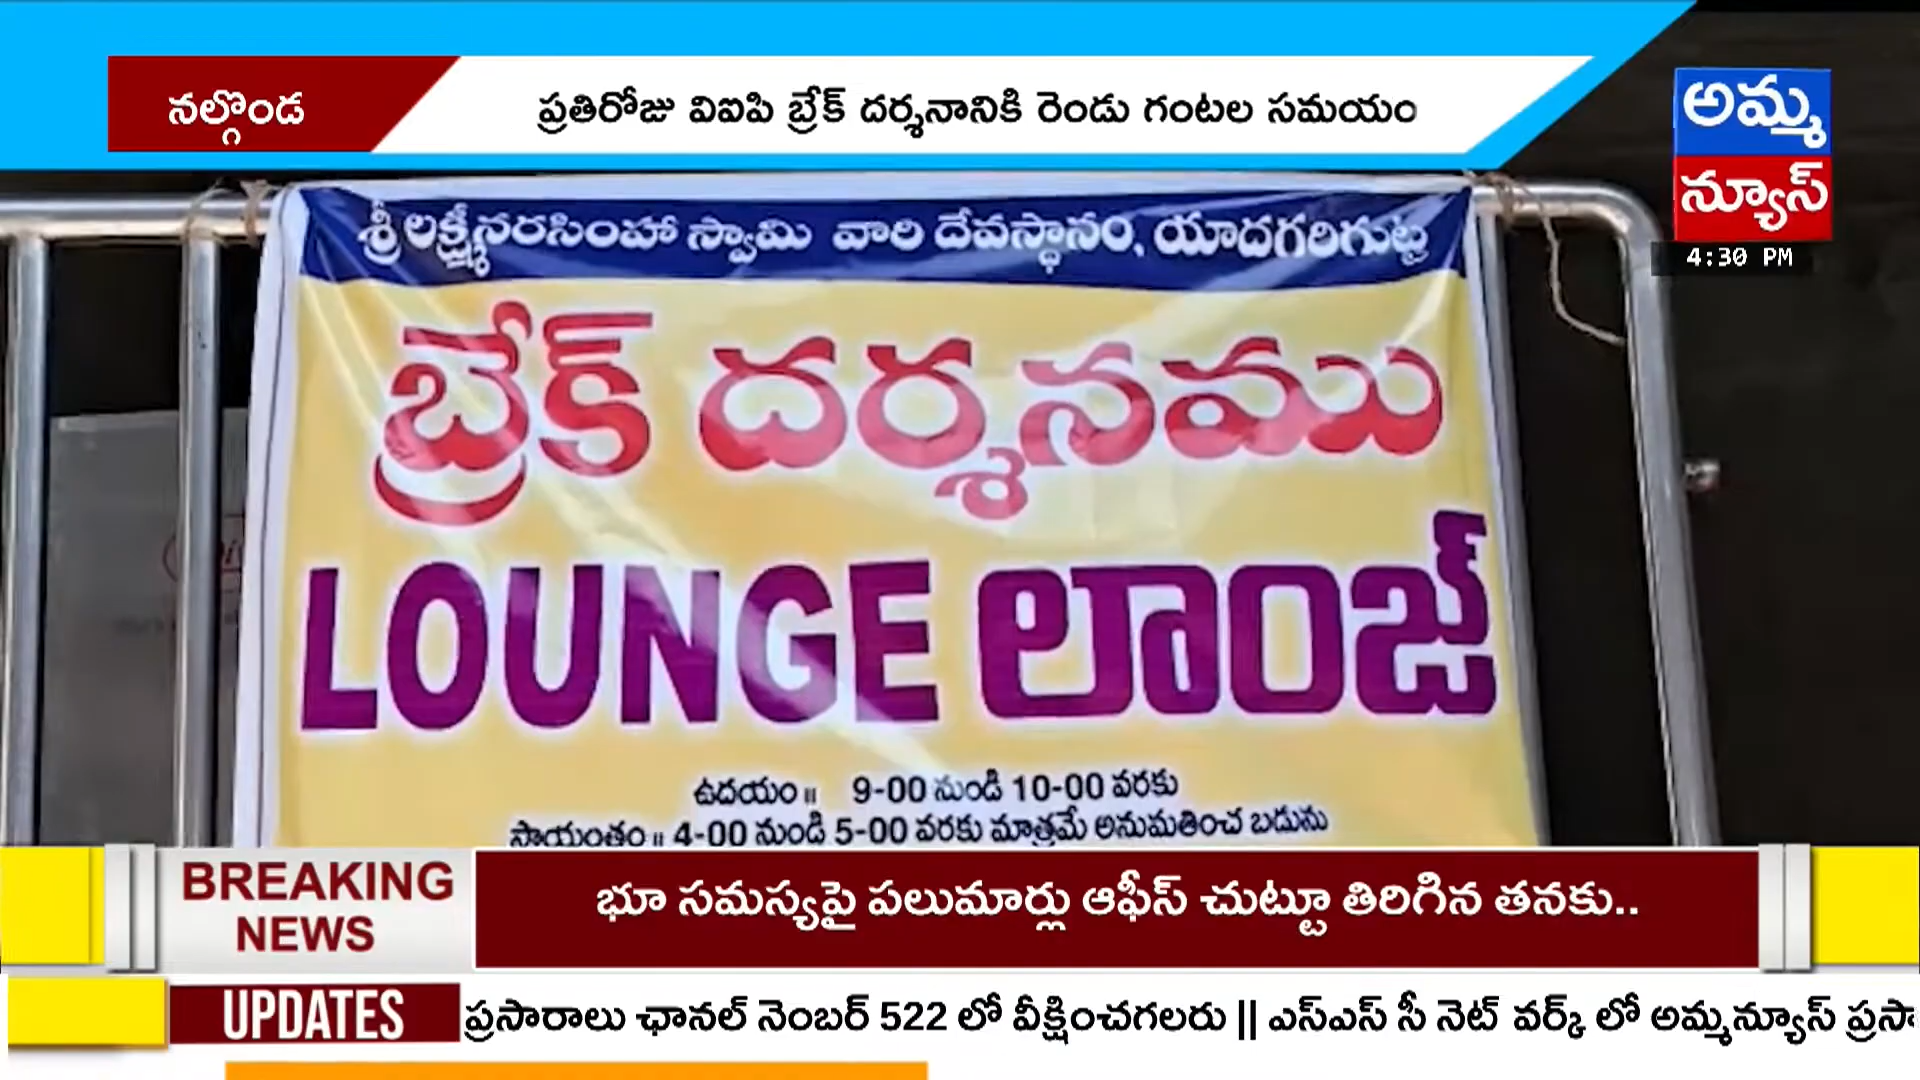 నల్గొండ
ప్రతిరోజు విఐపి బ్రేక్ దర్శనానికి రెండు గంటల సమయం
అమ్మ
న్యూస్
4:30 PM
శ్రీ లక్ష్మీనరసింహా స్వామి వారి దేవస్థానం, యాదగరిగుట్ట
బ్రేక్ దర్శనము
LOUNGE లాంజ్
ఉదయం॥ 9-00 నుండి 10-00 వరకు
సాయంత్రం॥ 4-00 నుండి 5-00 వరకు మాత్రమే అనుమతించ బడును
BREAKING
NEWS
భూ సమస్యపై పలుమార్లు ఆఫీస్ చుట్టూ తిరిగిన తనకు..
UPDATES
ప్రసారాలు ఛానల్ నెంబర్ 522 లో వీక్షించగలరు || ఎస్ఎస్ సీ నెట్ వర్క్ లో అమ్మన్యూస్